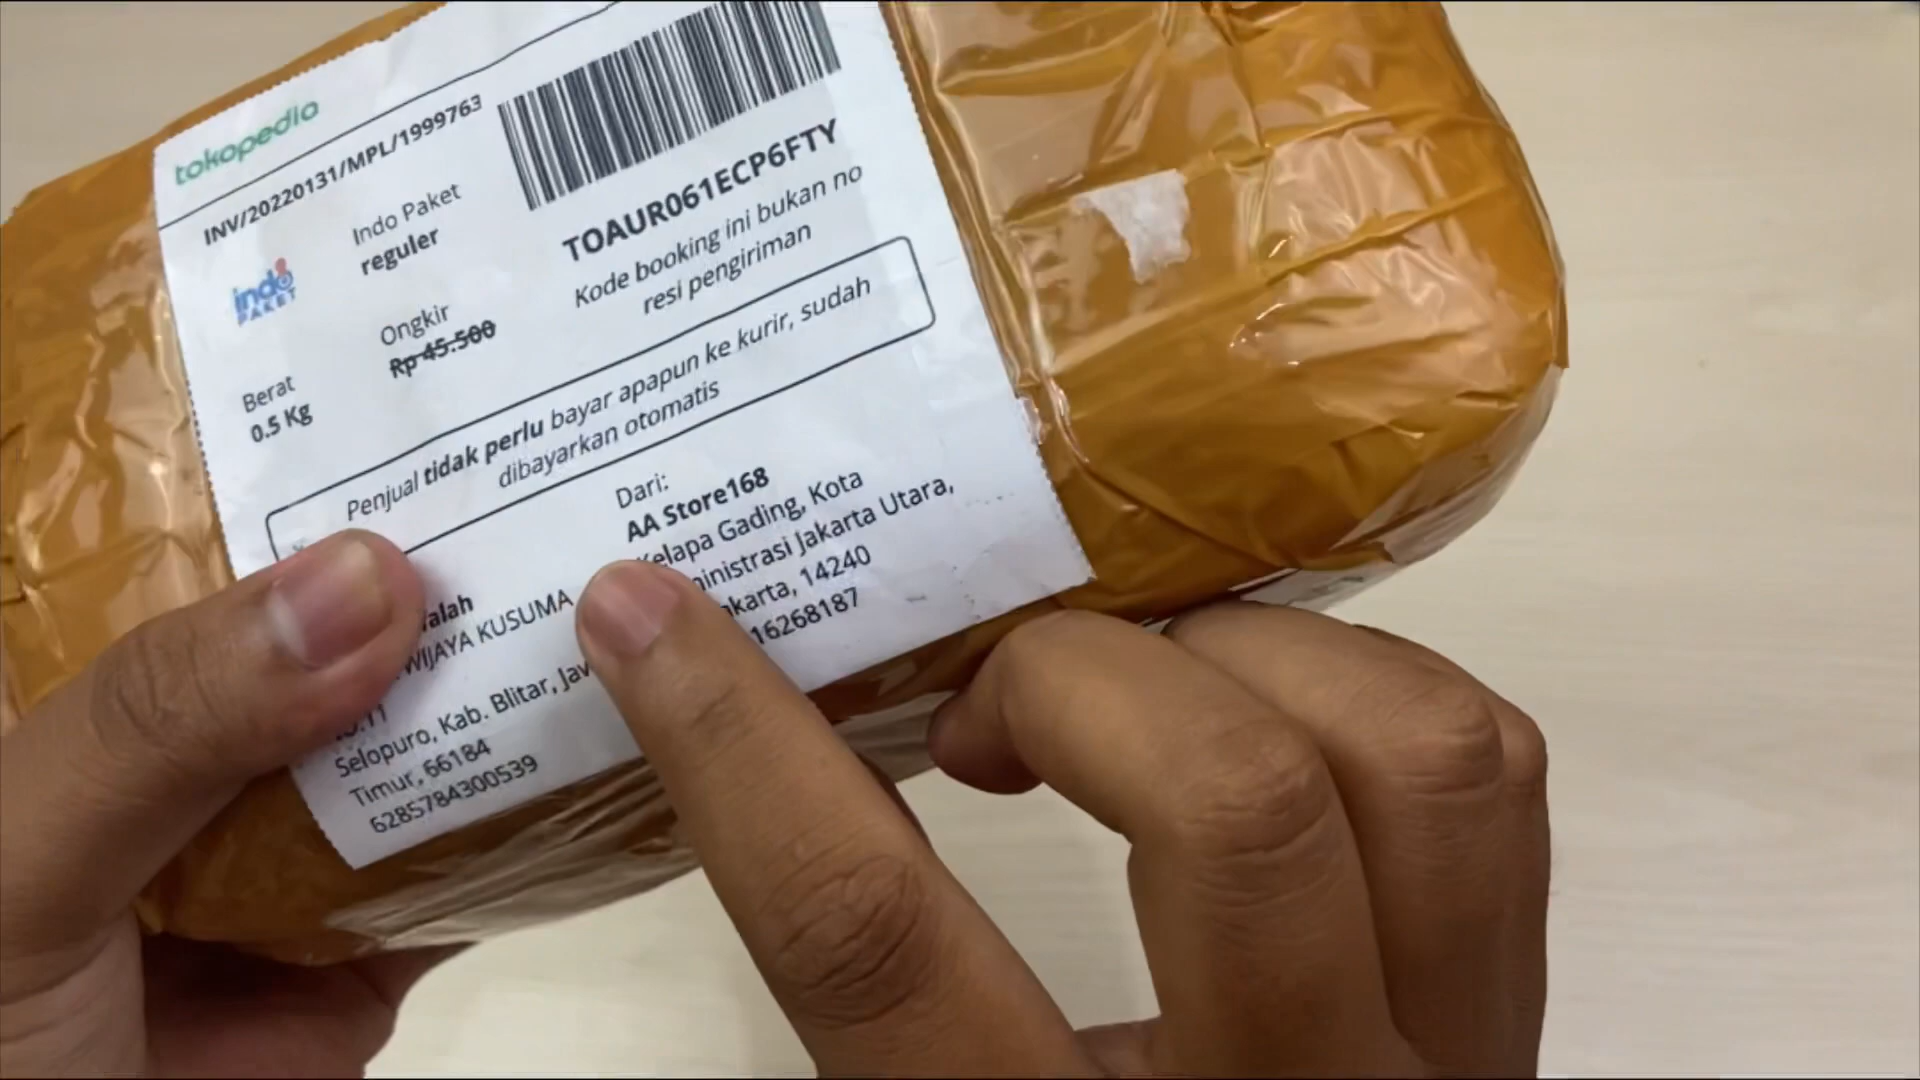 tokopedia
INV/20220131/MPL/1999763
indo
PAKET
Indo Paket
reguler
Berat
0.5 Kg
Ongkir
Rp 45.500
TOAUR061ECP6FTY
Kode booking ini bukan no
resi pengiriman
Penjual tidak perlu bayar apapun ke kurir, sudah
dibayarkan otomatis
WIJAYA KUSUMA
Selopuro, Kab. Blitar,
Timur, 66184
6285784300539
Dari:
AA Store168
Kelapa Gading, Kota
Jakarta Utara,
14240
16268187